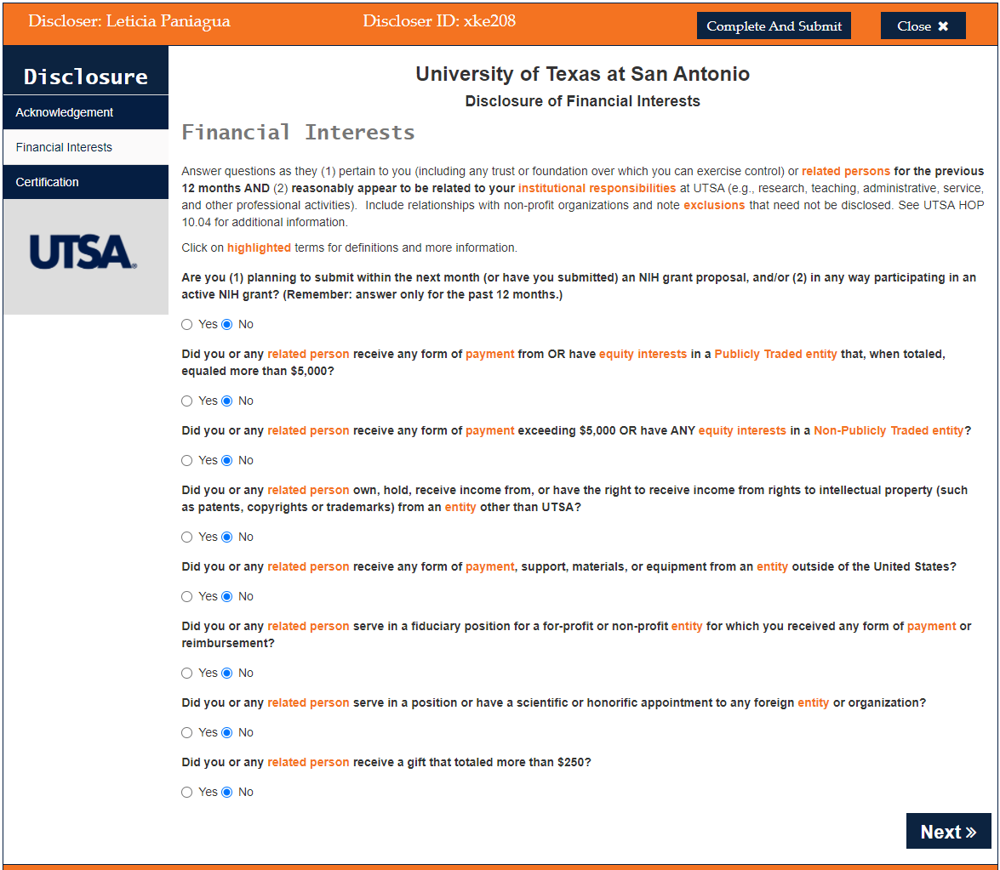 Discloser: Leticia Paniagua
Discloser ID: xke208
Complete And Submit
Close ✖
Disclosure
Acknowledgement
Financial Interests
Certification
UTSA®
University of Texas at San Antonio
Disclosure of Financial Interests
Financial Interests
Answer questions as they (1) pertain to you (including any trust or foundation over which you can exercise control) or related persons for the previous
12 months AND (2) reasonably appear to be related to your institutional responsibilities at UTSA (e.g., research, teaching, administrative, service,
and other professional activities).  Include relationships with non-profit organizations and note exclusions that need not be disclosed. See UTSA HOP
10.04 for additional information.
Click on highlighted terms for definitions and more information.
Are you (1) planning to submit within the next month (or have you submitted) an NIH grant proposal, and/or (2) in any way participating in an
active NIH grant? (Remember: answer only for the past 12 months.)
Yes No
Did you or any related person receive any form of payment from OR have equity interests in a Publicly Traded entity that, when totaled,
equaled more than $5,000?
Yes No
Did you or any related person receive any form of payment exceeding $5,000 OR have ANY equity interests in a Non-Publicly Traded entity?
Yes No
Did you or any related person own, hold, receive income from, or have the right to receive income from rights to intellectual property (such
as patents, copyrights or trademarks) from an entity other than UTSA?
Yes No
Did you or any related person receive any form of payment, support, materials, or equipment from an entity outside of the United States?
Yes No
Did you or any related person serve in a fiduciary position for a for-profit or non-profit entity for which you received any form of payment or
reimbursement?
Yes No
Did you or any related person serve in a position or have a scientific or honorific appointment to any foreign entity or organization?
Yes No
Did you or any related person receive a gift that totaled more than $250?
Yes No
Next »